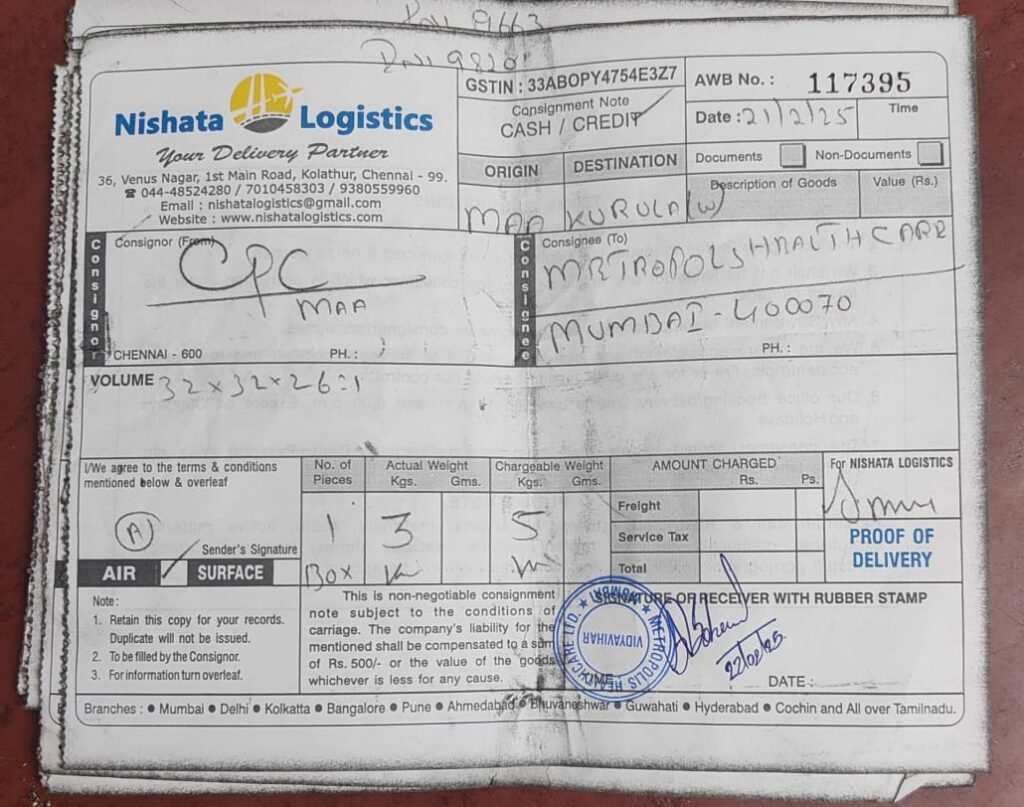 Nishata Logistics
Your Delivery Partner
36, Venus Nagar, 1st Main Road, Kolathur, Chennai - 99.
☎ 044-48524280 / 7010458303 / 9380559960
Email : nishatalogistics@gmail.com
Website : www.nishatalogistics.com
GSTIN : 33ABOPY4754E3Z7
Consignment Note
CASH / CREDIT
AWB No. : 117395
Date : 21/2/25 Time
ORIGIN DESTINATION
Documents Non-Documents
Description of Goods Value (Rs.)
MAA KURULA(W)
Consignor
Consignor (From)
CPC
MAA
CHENNAI - 600 PH. :
Consignee
Consignee (To)
METROPOLSHEALTHCARE
MUMBAI - 400070
PH. :
VOLUME 32 x 32 x 26 = 1
I/We agree to the terms & conditions
mentioned below & overleaf
A
Sender's Signature
AIR SURFACE
No. of Pieces
Actual Weight
Kgs. Gms.
Chargeable Weight
Kgs. Gms.
AMOUNT CHARGED
Rs. Ps.
1 3 5
BOX
Freight
Service Tax
Total
For NISHATA LOGISTICS
PROOF OF
DELIVERY
Note :
1. Retain this copy for your records.
Duplicate will not be issued.
2. To be filled by the Consignor.
3. For information turn overleaf.
This is non-negotiable consignment
note subject to the conditions of
carriage. The company's liability for the
mentioned shall be compensated to a sum
of Rs. 500/- or the value of the goods
whichever is less for any cause.
SIGNATURE OF RECEIVER WITH RUBBER STAMP
METROPOLIS HEALTHCARE LTD. ★ MUMBAI ★
VIDYAVIHAR
22/02/25
TIME : DATE :
Branches : ● Mumbai ● Delhi ● Kolkatta ● Bangalore ● Pune ● Ahmedabad ● Bhuvaneshwar ● Guwahati ● Hyderabad ● Cochin and All over Tamilnadu.